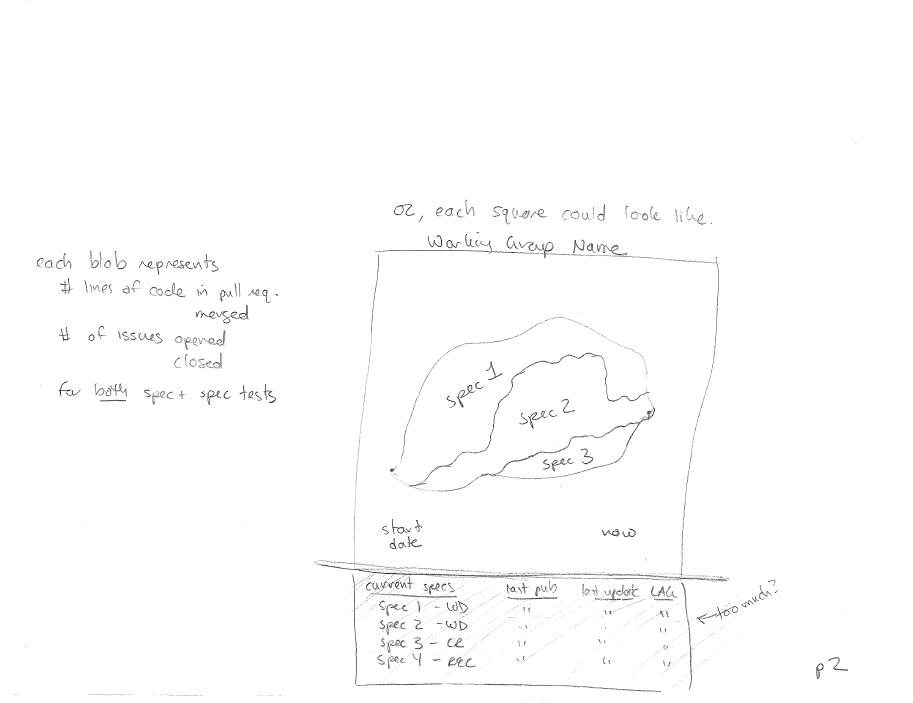 or, each square could look like.
Working Group Name
each blob represents
# lines of code in pull req.
merged
# of issues opened
closed
for both spec + spec tests
spec 1
spec 2
spec 3
start
date
now
current specs last pub last update LAG
spec 1 - WD " " "
spec 2 - WD " " "
spec 3 - CR " " "
spec 4 - REC " " "
← too much?
p2